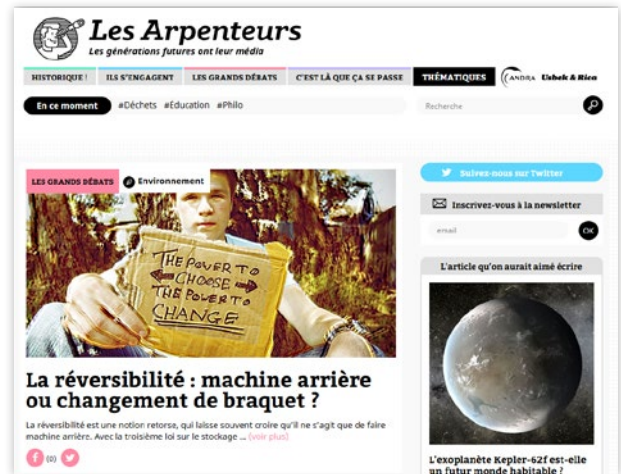 Les Arpenteurs
Les générations futures ont leur média
HISTORIQUE ! ILS S'ENGAGENT LES GRANDS DÉBATS C'EST LÀ QUE ÇA SE PASSE THÉMATIQUES ANDRA Usbek & Rica
En ce moment #Déchets #Éducation #Philo Recherche
LES GRANDS DÉBATS Environnement
THE POWER TO
CHOOSE
THE POWER TO
CHANGE
La réversibilité : machine arrière
ou changement de braquet ?
La réversibilité est une notion retorse, qui laisse souvent croire qu'il ne s'agit que de faire
machine arrière. Avec la troisième loi sur le stockage ... (voir plus)
f (0)
Suivez-nous sur Twitter
Inscrivez-vous à la newsletter
email OK
L'article qu'on aurait aimé écrire
L'exoplanète Kepler-62f est-elle
un futur monde habitable ?